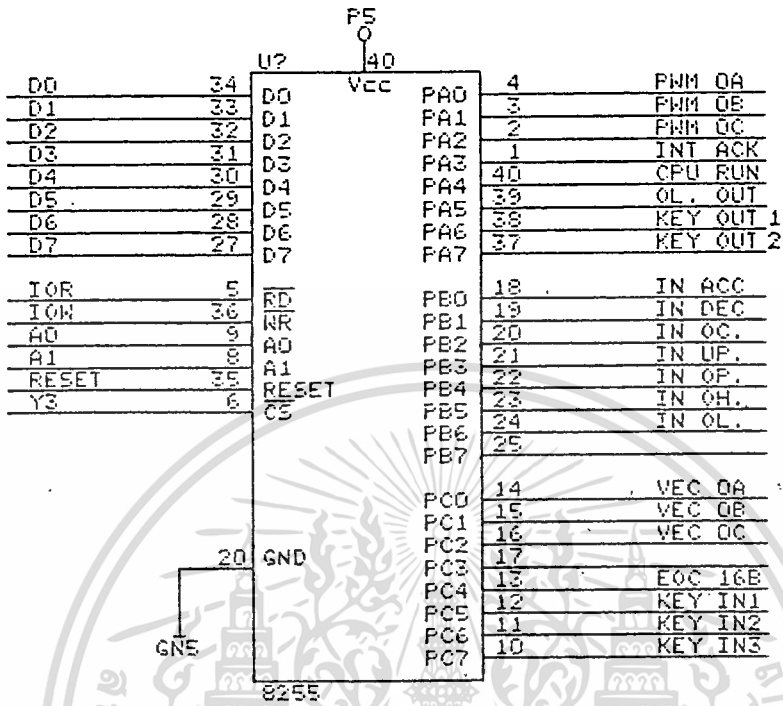 P5
U? 40
Vcc
D0 34 D0 PA0 4 PWM OA
D1 33 D1 PA1 3 PWM OB
D2 32 D2 PA2 2 PWM OC
D3 31 D3 PA3 1 INT ACK
D4 30 D4 PA4 40 CPU RUN
D5 29 D5 PA5 39 OL. OUT
D6 28 D6 PA6 38 KEY OUT 1
D7 27 D7 PA7 37 KEY OUT 2
IOR 5 RD PB0 18 IN ACC
IOW 36 WR PB1 19 IN DEC
A0 9 A0 PB2 20 IN OC.
A1 8 A1 PB3 21 IN UP.
RESET 35 RESET PB4 22 IN OP.
Y3 6 CS PB5 23 IN OH.
PB6 24 IN OL.
PB7 25
PC0 14 VEC OA
PC1 15 VEC OB
PC2 16 VEC OC
20 GND PC3 17
PC4 13 EOC 16B
PC5 12 KEY IN1
PC6 11 KEY IN2
GN5 PC7 10 KEY IN3
8255